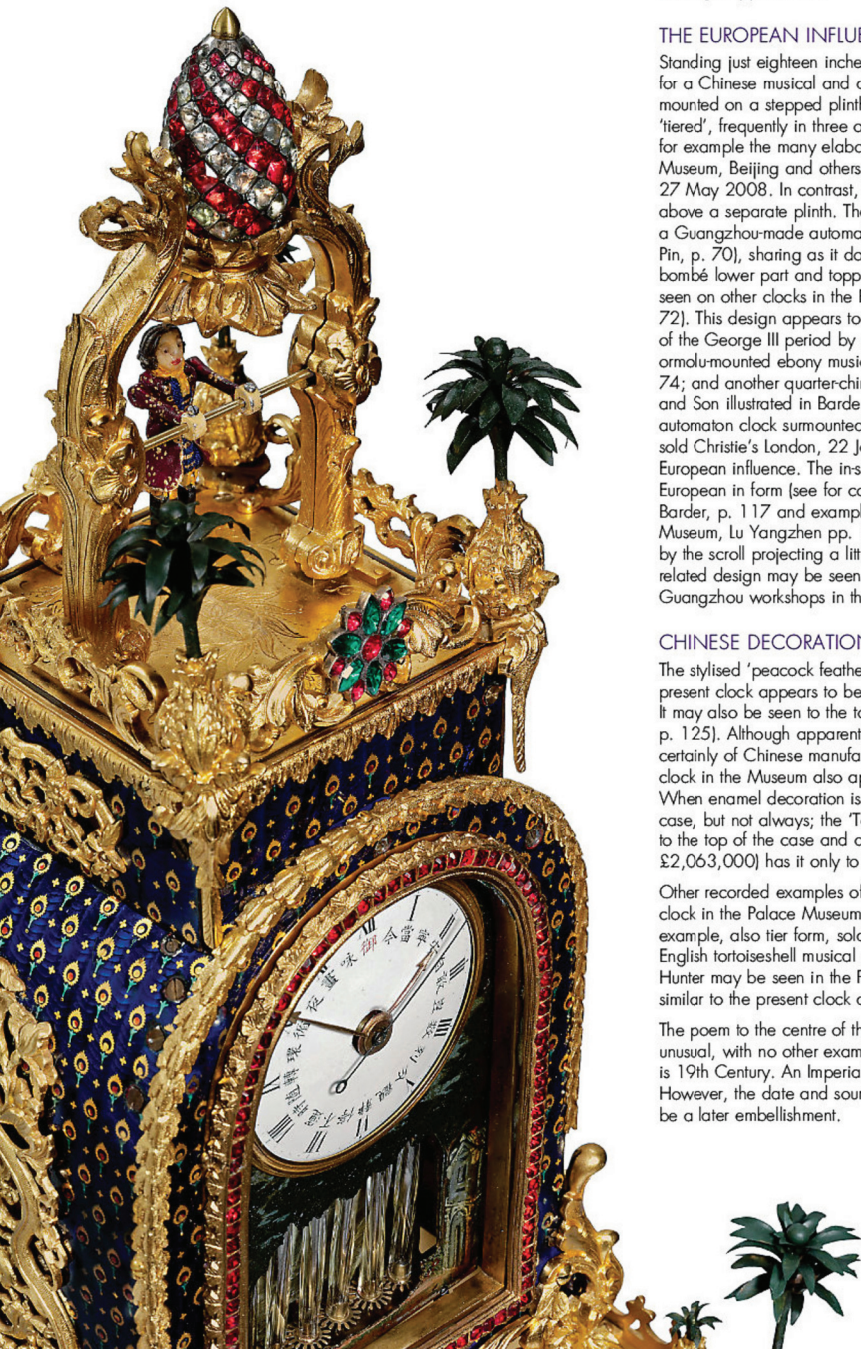 THE EUROPEAN INFLUE
Standing just eighteen inche
for a Chinese musical and
mounted on a stepped plinth
'tiered', frequently in three
for example the many elabo
Museum, Beijing and others
27 May 2008. In contrast,
above a separate plinth. The
a Guangzhou-made automa
Pin, p. 70), sharing as it do
bombé lower part and topp
seen on other clocks in the
72). This design appears to
of the George III period by
ormolu-mounted ebony music
74; and another quarter-chi
and Son illustrated in Barde
automaton clock surmounted
sold Christie's London, 22 J
European influence. The in-s
European in form (see for co
Barder, p. 117 and exampl
Museum, Lu Yangzhen pp.
by the scroll projecting a litt
related design may be seen
Guangzhou workshops in th
CHINESE DECORATION
The stylised 'peacock feathe
present clock appears to be
It may also be seen to the to
p. 125). Although apparent
certainly of Chinese manufa
clock in the Museum also ap
When enamel decoration is
case, but not always; the 'T
to the top of the case and
£2,063,000) has it only to
Other recorded examples of
clock in the Palace Museum
example, also tier form, sold
English tortoiseshell musical
Hunter may be seen in the
similar to the present clock
The poem to the centre of th
unusual, with no other exam
is 19th Century. An Imperia
However, the date and sour
be a later embellishment.
御咏晝夜循環轉